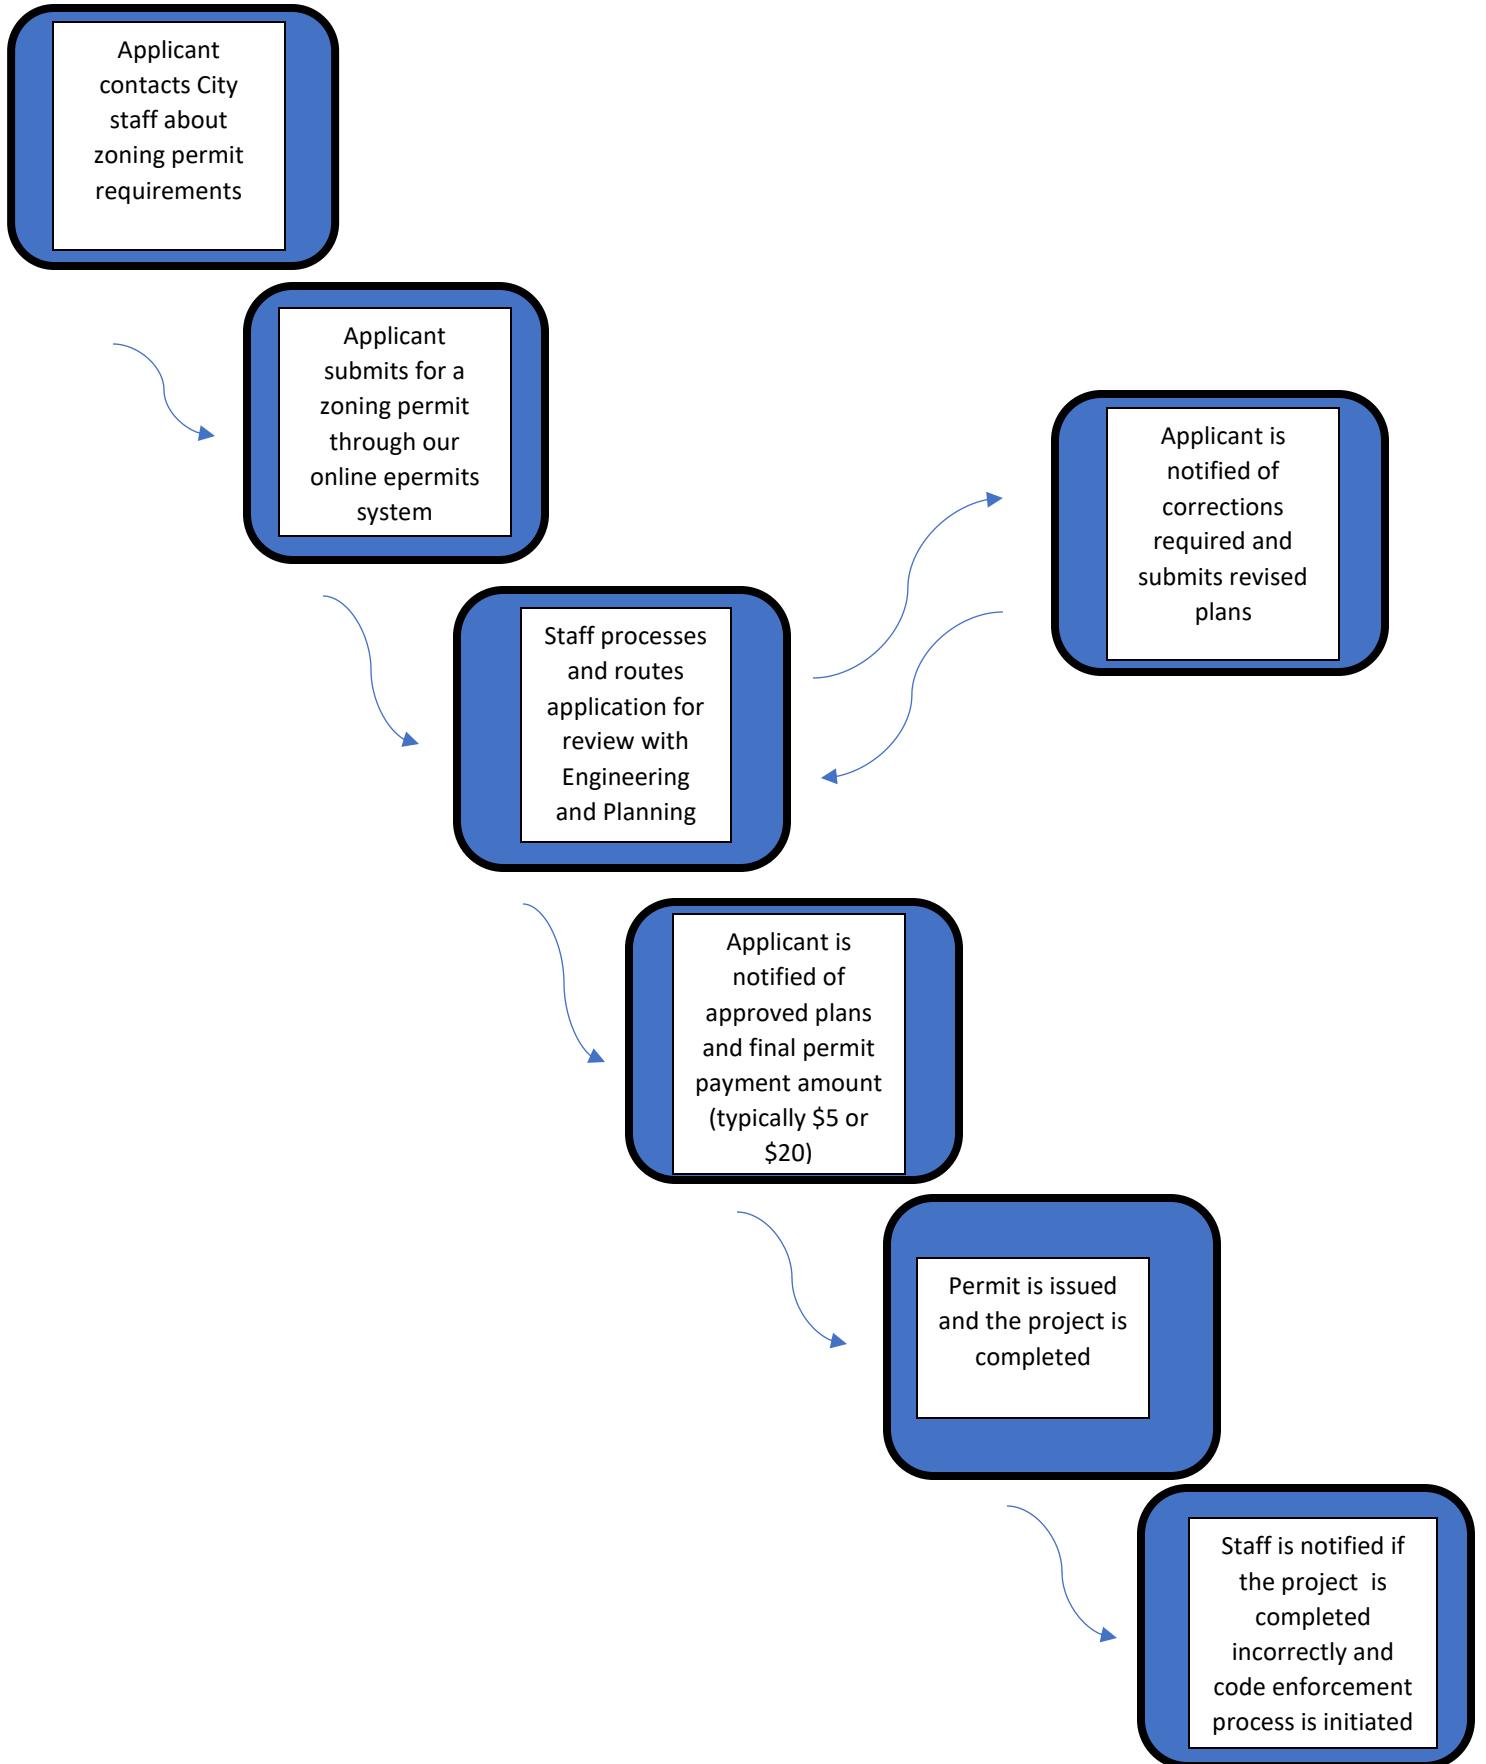 Applicant
contacts City
staff about
zoning permit
requirements
Applicant
submits for a
zoning permit
through our
online epermits
system
Applicant is
notified of
corrections
required and
submits revised
plans
Staff processes
and routes
application for
review with
Engineering
and Planning
Applicant is
notified of
approved plans
and final permit
payment amount
(typically $5 or
$20)
Permit is issued
and the project is
completed
Staff is notified if
the project  is
completed
incorrectly and
code enforcement
process is initiated